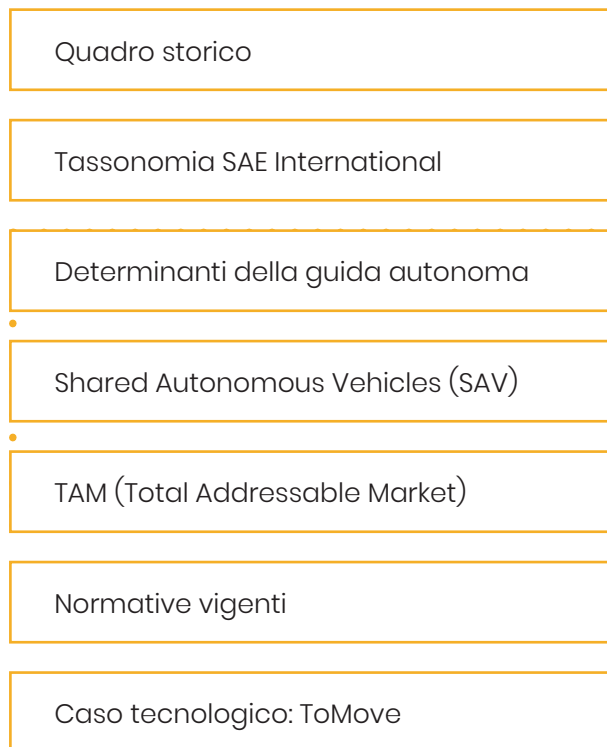 Quadro storico
Tassonomia SAE International
Determinanti della guida autonoma
Shared Autonomous Vehicles (SAV)
TAM (Total Addressable Market)
Normative vigenti
Caso tecnologico: ToMove